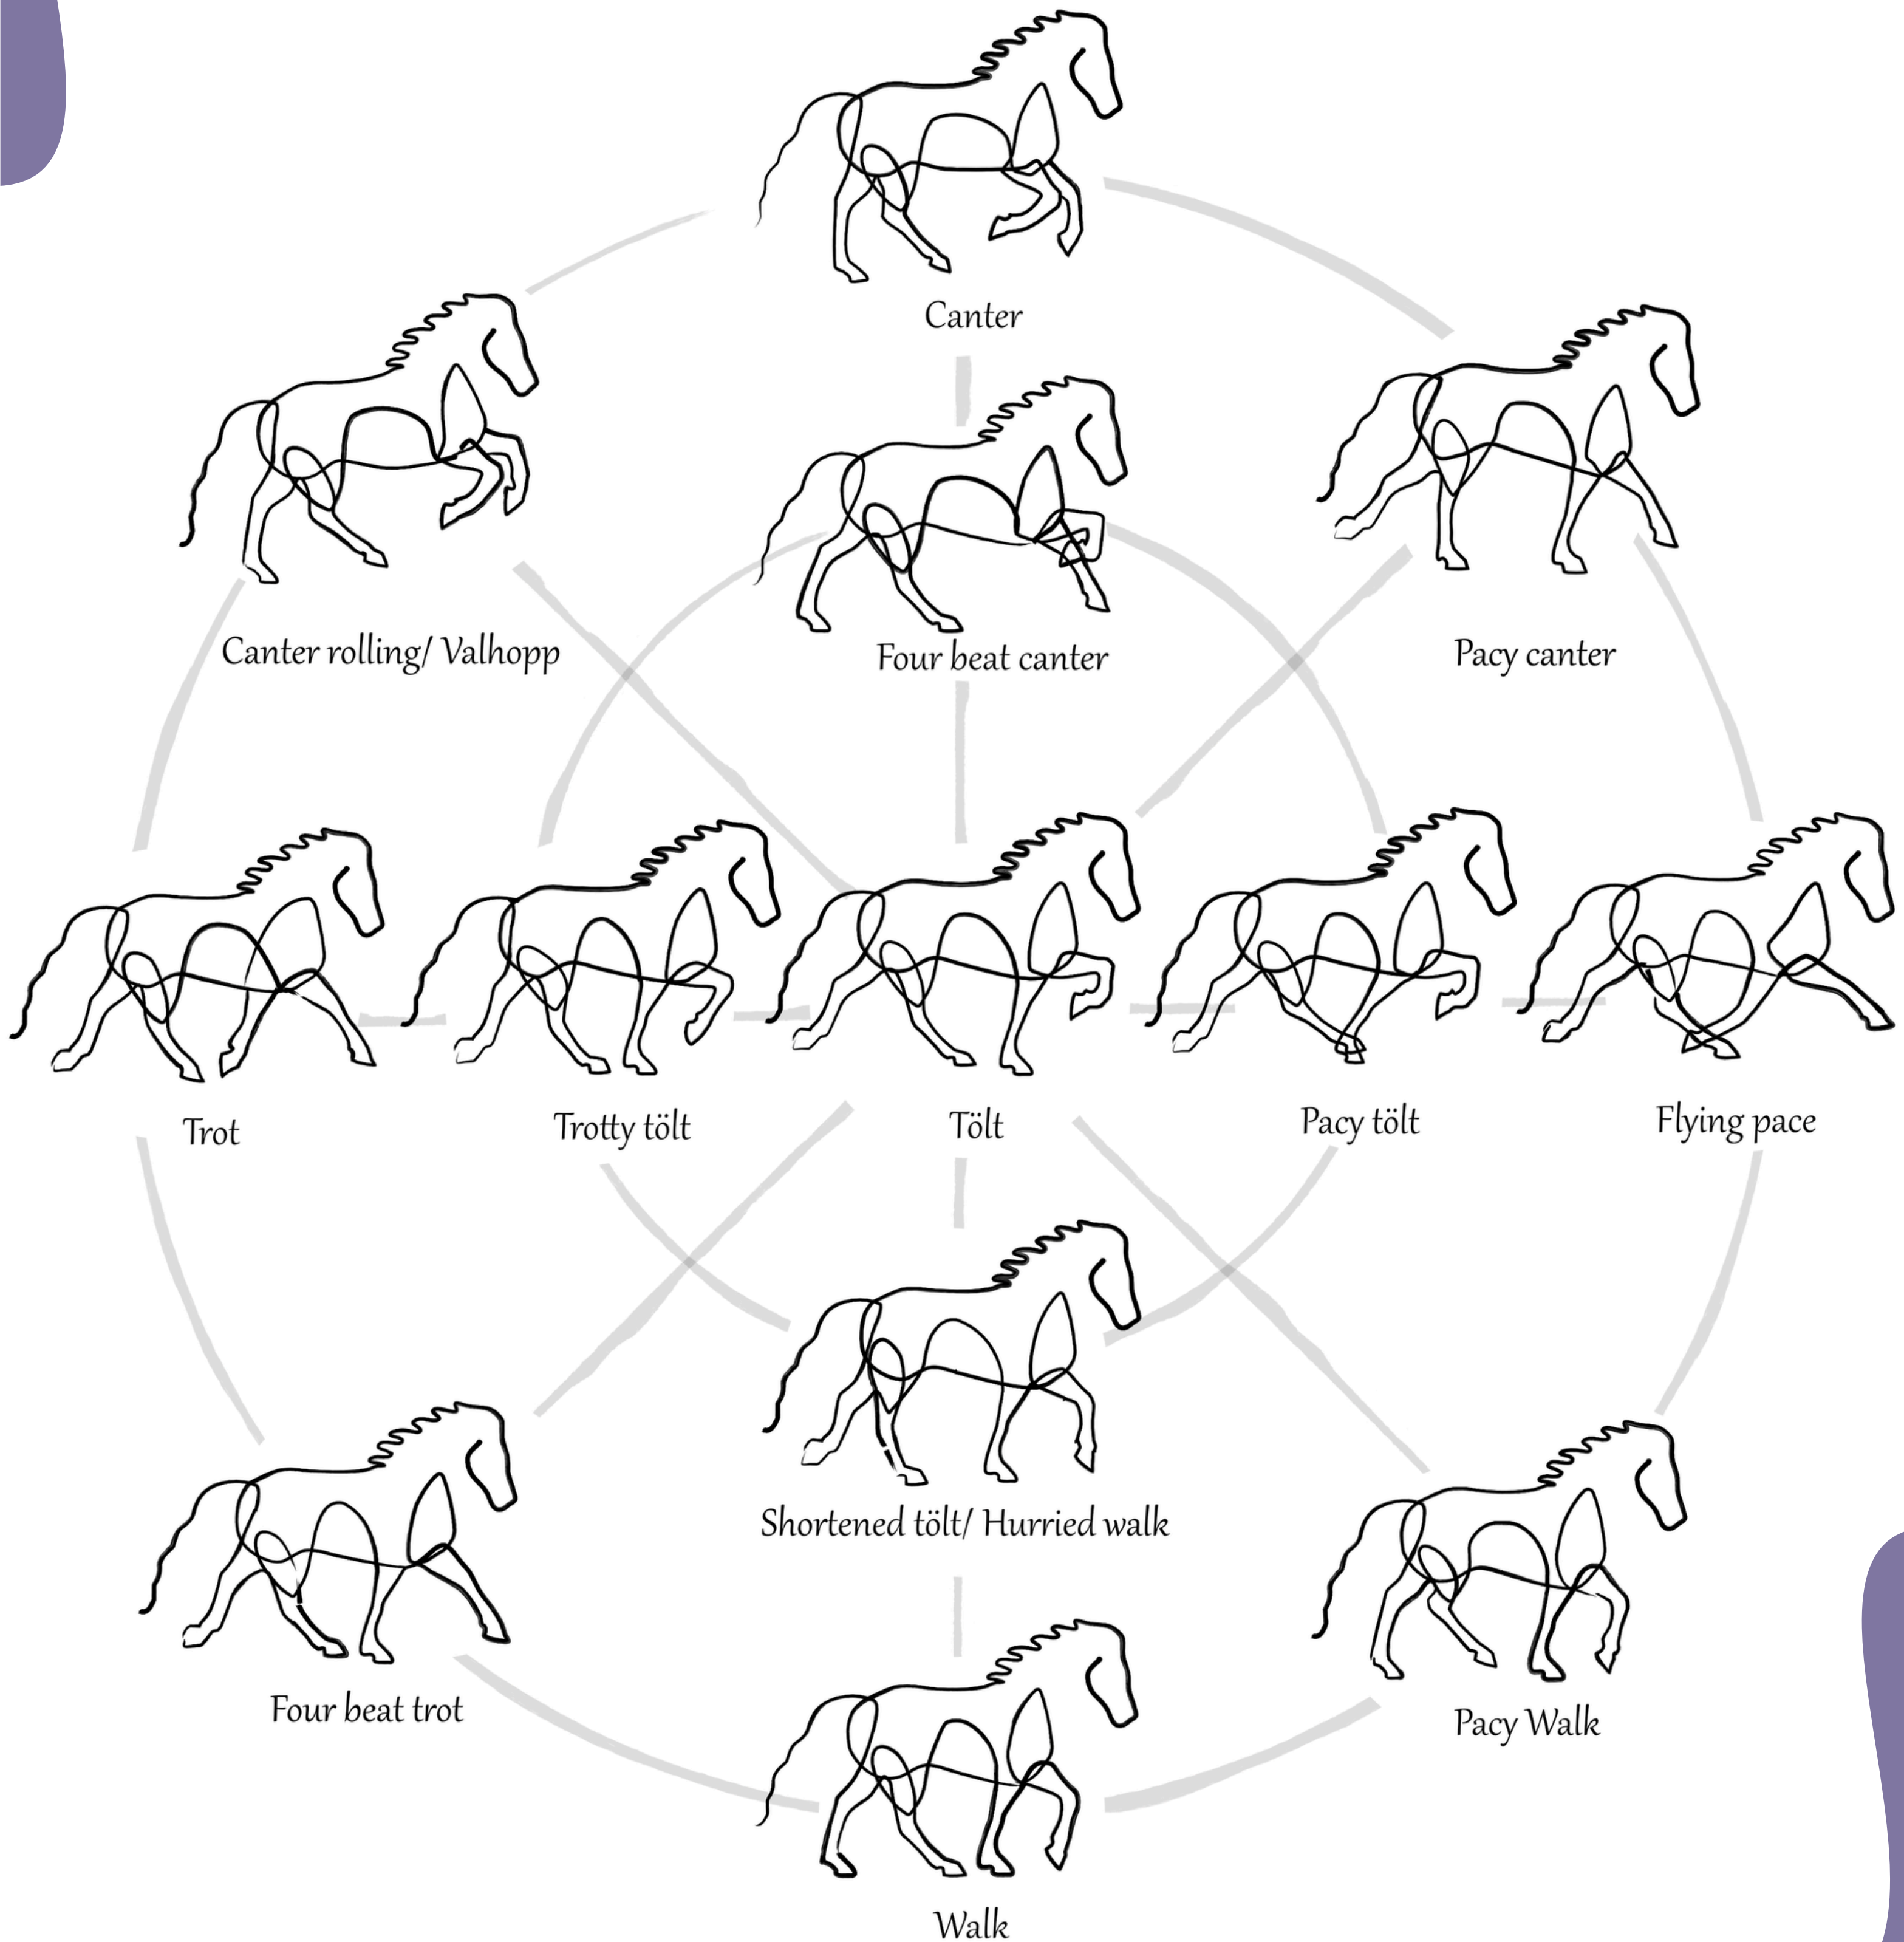 Canter
Canter rolling/ Valhopp
Four beat canter
Pacy canter
Trot
Trotty tölt
Tölt
Pacy tölt
Flying pace
Shortened tölt/ Hurried walk
Four beat trot
Pacy Walk
Walk